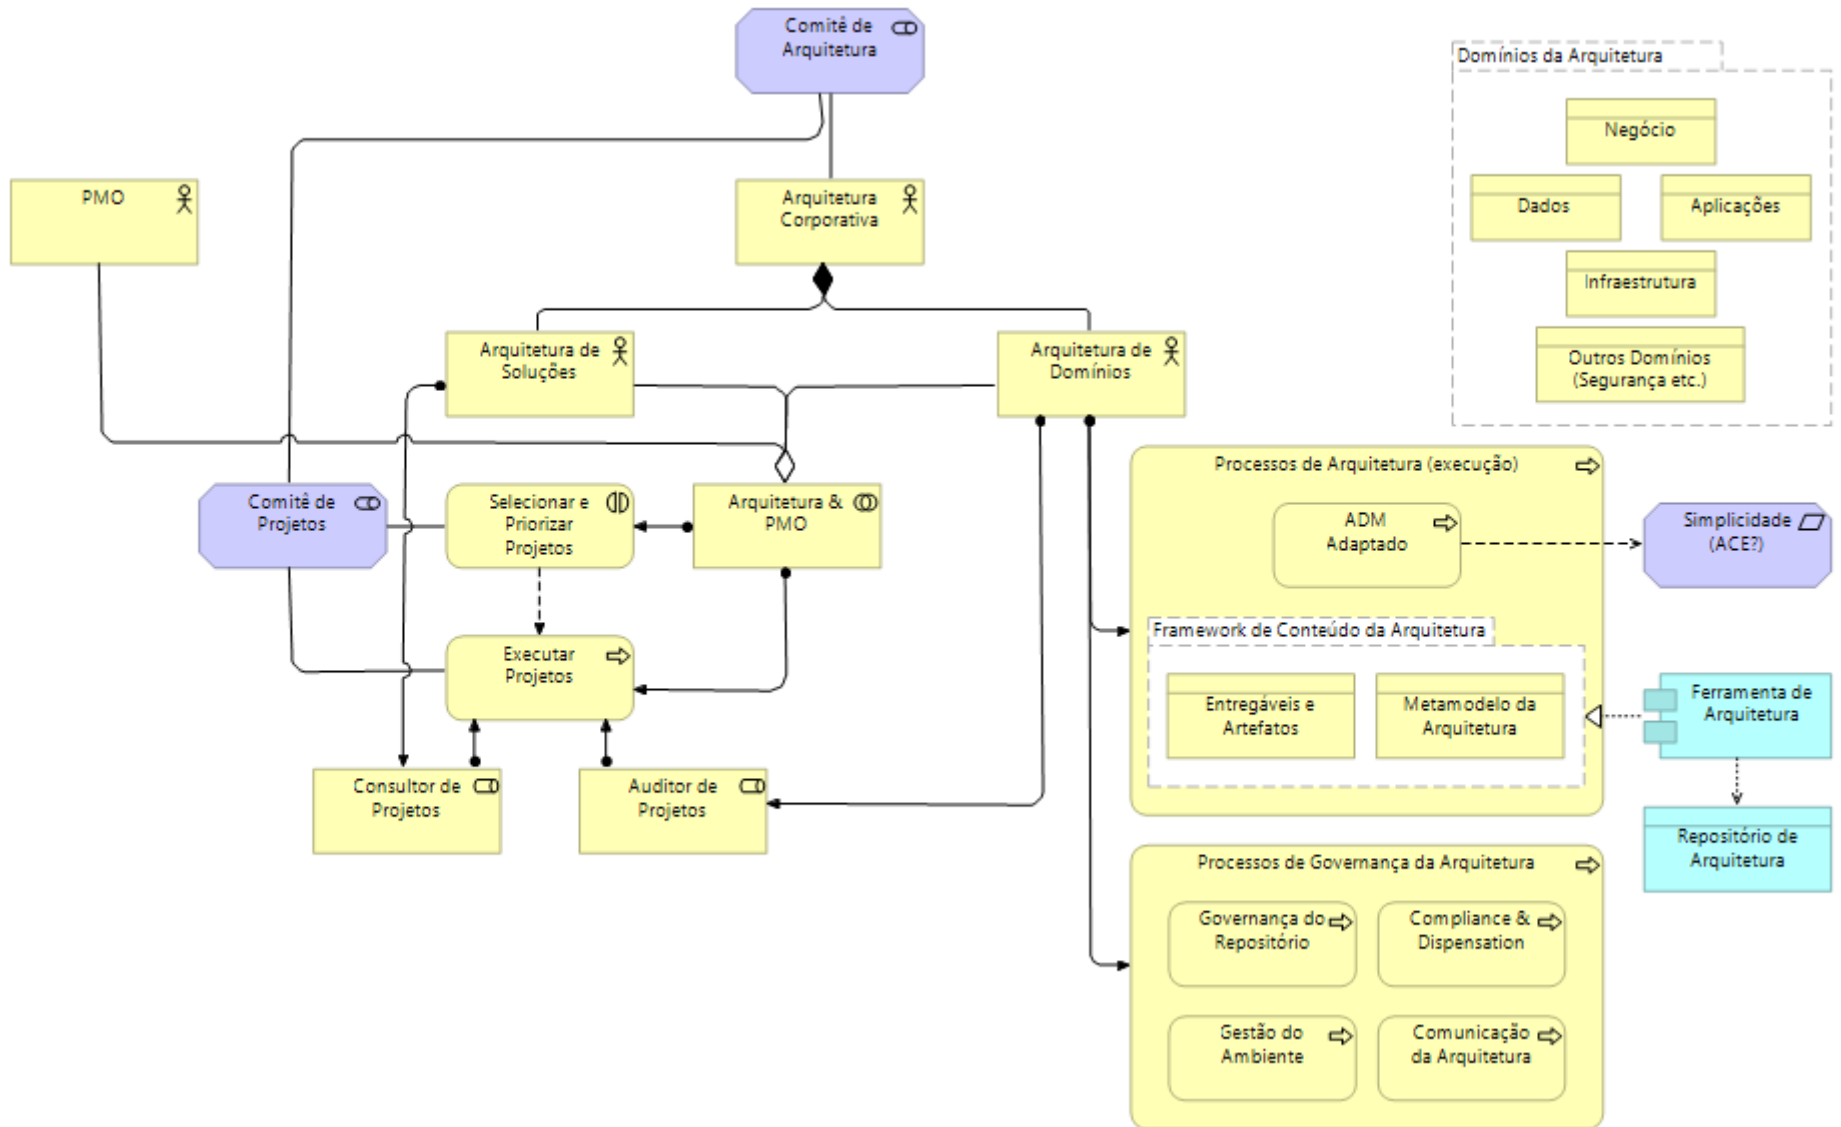 Comitê de
Arquitetura
Domínios da Arquitetura
Negócio
Dados
Aplicações
Infraestrutura
Outros Domínios
(Segurança etc.)
PMO
Arquitetura
Corporativa
Arquitetura de
Soluções
Arquitetura de
Domínios
Comitê de
Projetos
Selecionar e
Priorizar
Projetos
Arquitetura &
PMO
Executar
Projetos
Consultor de
Projetos
Auditor de
Projetos
Processos de Arquitetura (execução)
ADM
Adaptado
Simplicidade
(ACE?)
Framework de Conteúdo da Arquitetura
Entregáveis e
Artefatos
Metamodelo da
Arquitetura
Ferramenta de
Arquitetura
Repositório de
Arquitetura
Processos de Governança da Arquitetura
Governança do
Repositório
Compliance &
Dispensation
Gestão do
Ambiente
Comunicação
da Arquitetura